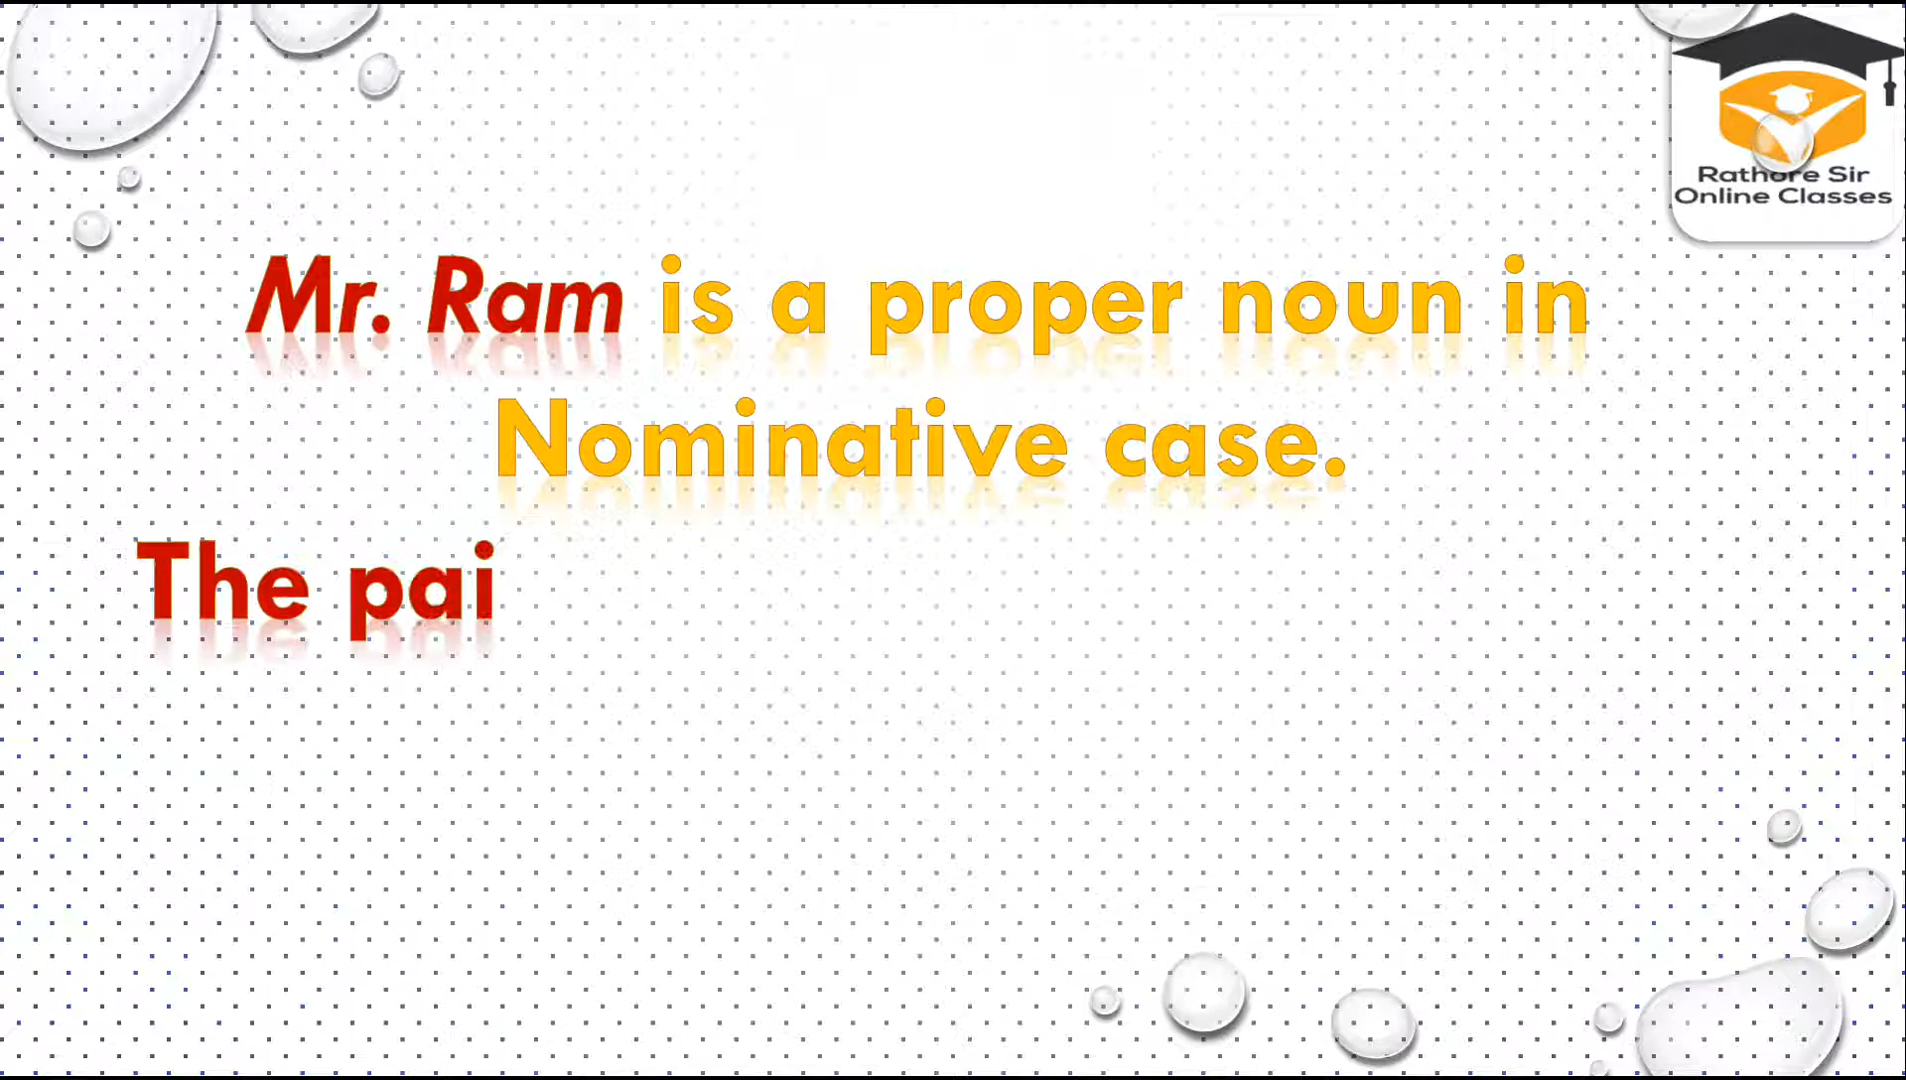 Rathore Sir
Online Classes
Mr. Ram is a proper noun in
Nominative case.
The pai